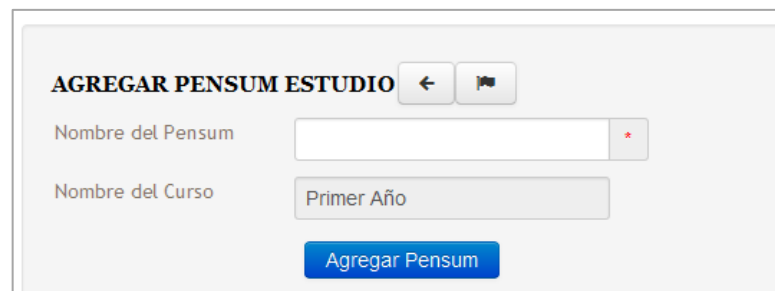 AGREGAR PENSUM ESTUDIO
Nombre del Pensum
*
Nombre del Curso
Primer Año
Agregar Pensum